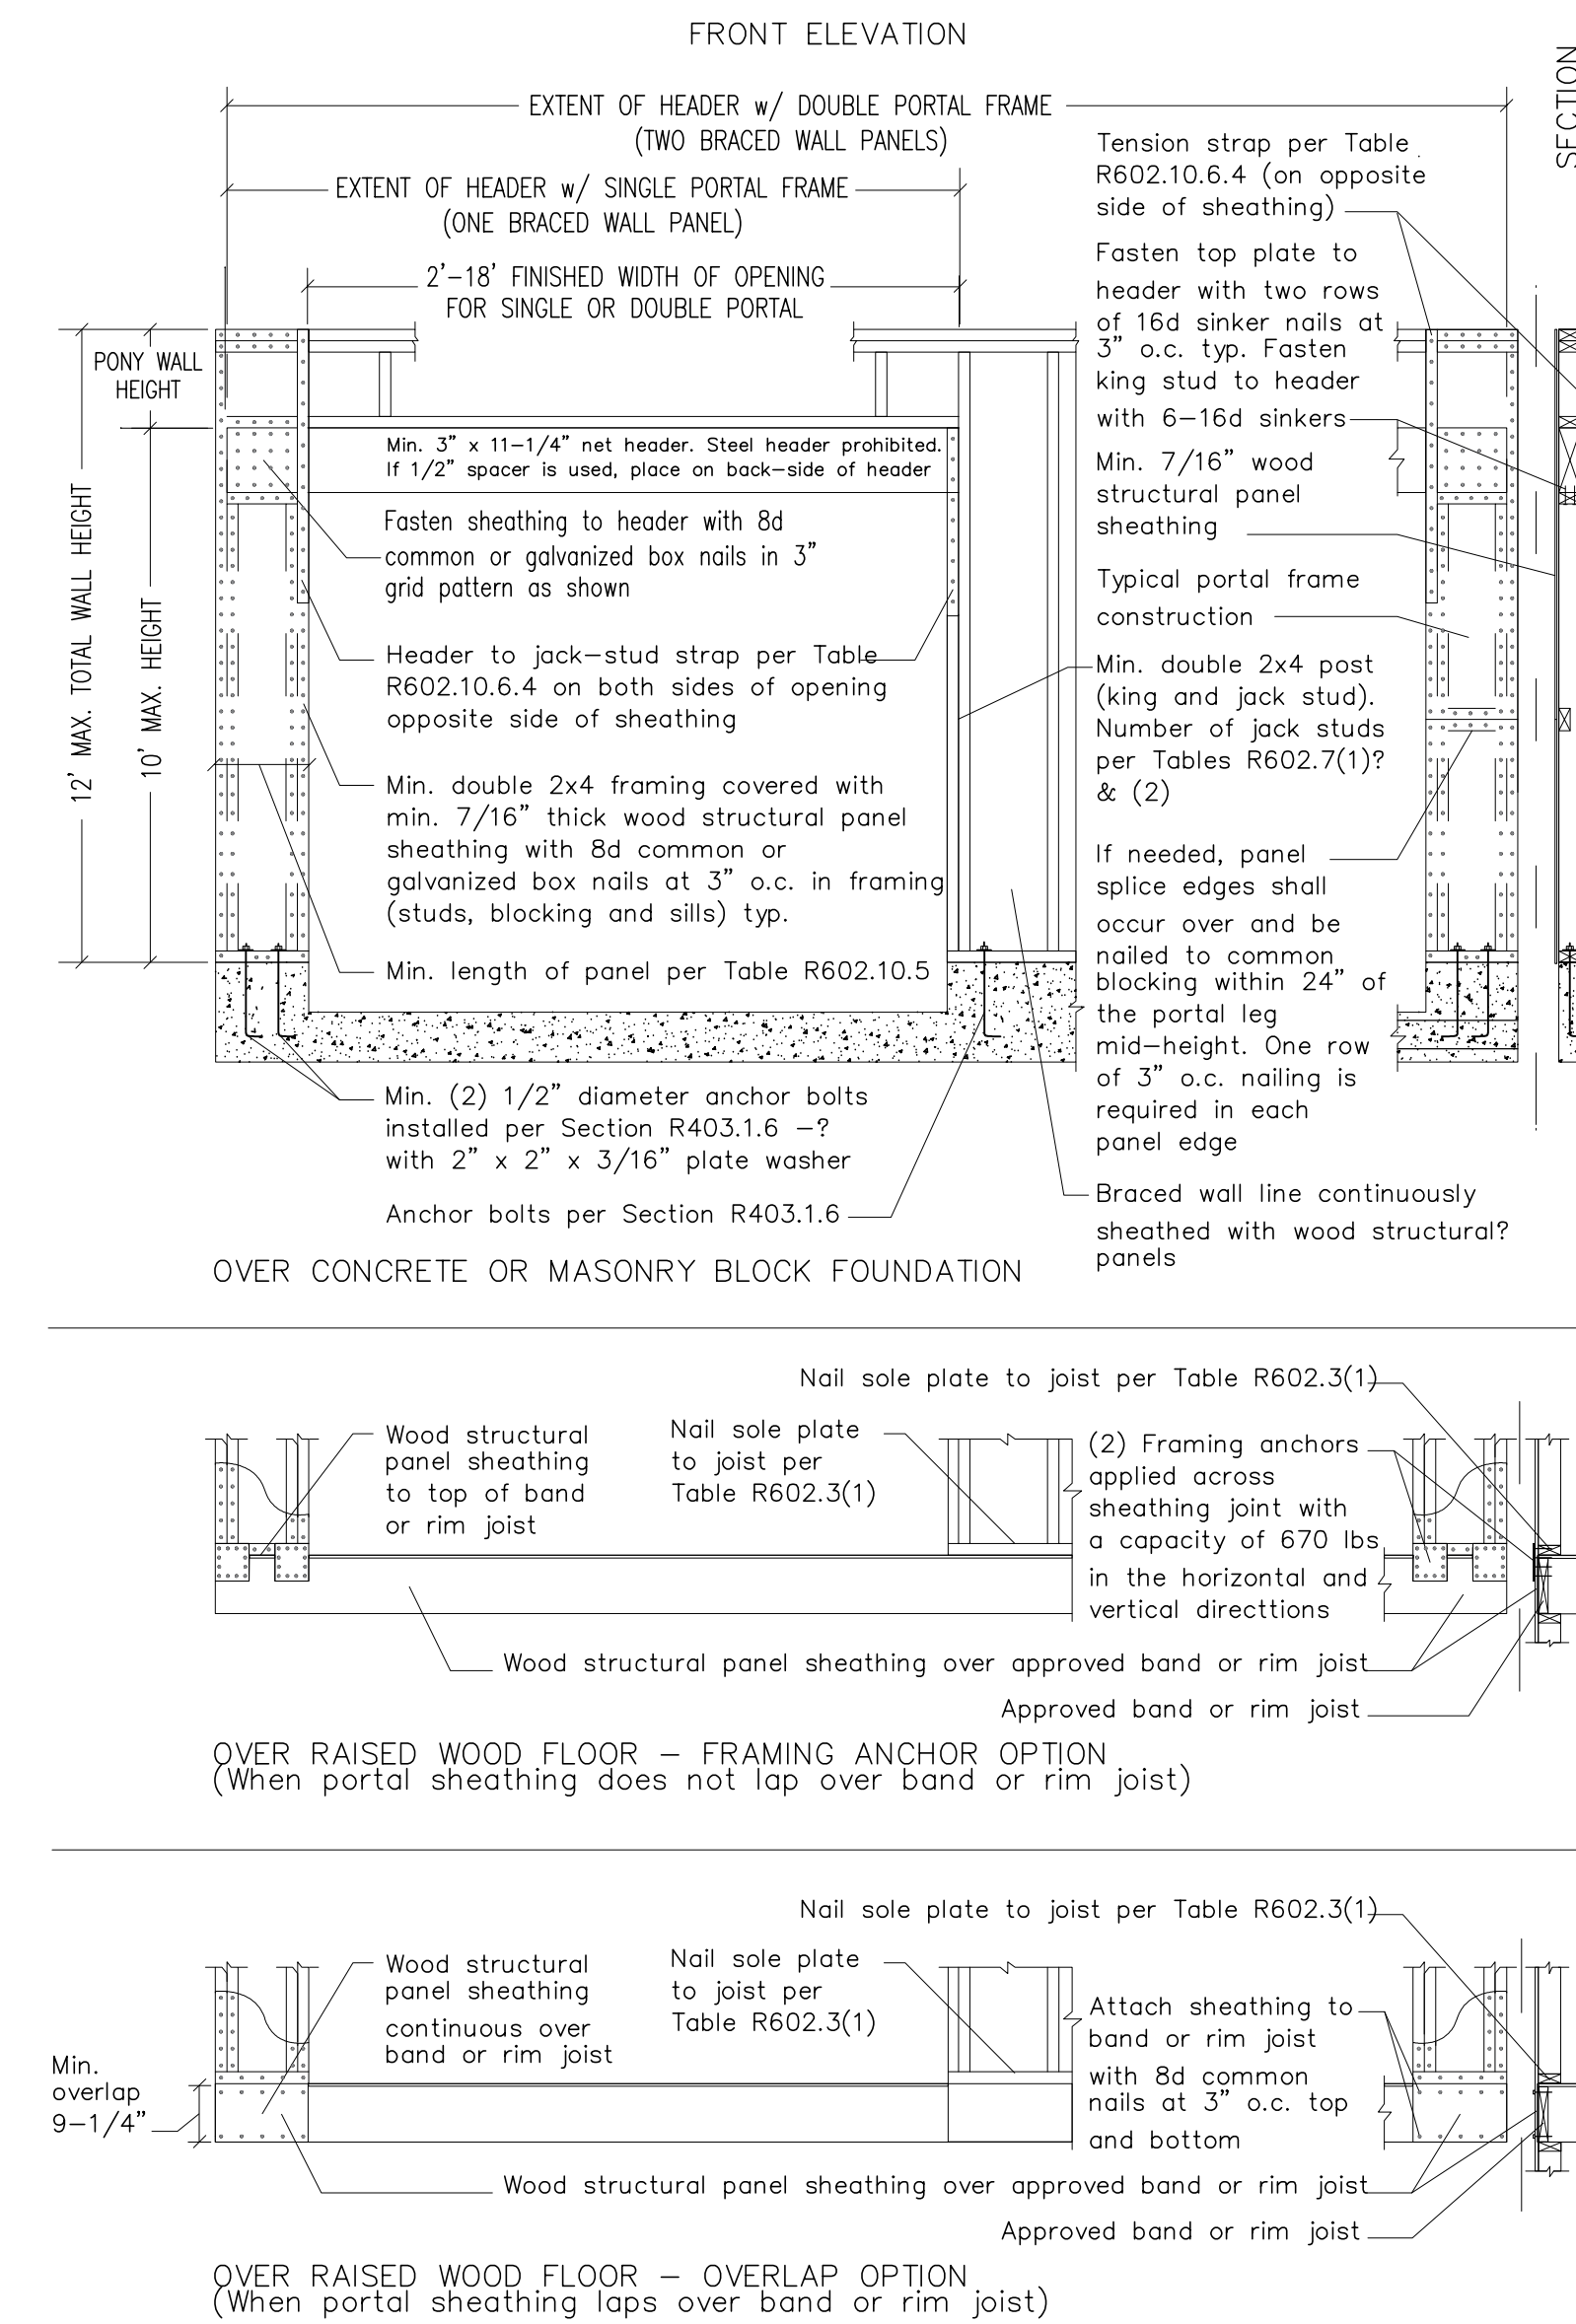 FRONT ELEVATION
SECTION
EXTENT OF HEADER w/ DOUBLE PORTAL FRAME
(TWO BRACED WALL PANELS)
EXTENT OF HEADER w/ SINGLE PORTAL FRAME
(ONE BRACED WALL PANEL)
2'-18' FINISHED WIDTH OF OPENING
FOR SINGLE OR DOUBLE PORTAL
PONY WALL
HEIGHT
12' MAX. TOTAL WALL HEIGHT
10' MAX. HEIGHT
Min. 3" x 11-1/4" net header. Steel header prohibited.
If 1/2" spacer is used, place on back-side of header
Fasten sheathing to header with 8d
common or galvanized box nails in 3"
grid pattern as shown
Header to jack-stud strap per Table
R602.10.6.4 on both sides of opening
opposite side of sheathing
Min. double 2x4 framing covered with
min. 7/16" thick wood structural panel
sheathing with 8d common or
galvanized box nails at 3" o.c. in framing
(studs, blocking and sills) typ.
Min. length of panel per Table R602.10.5
Min. (2) 1/2" diameter anchor bolts
installed per Section R403.1.6 -?
with 2" x 2" x 3/16" plate washer
Anchor bolts per Section R403.1.6
Tension strap per Table
R602.10.6.4 (on opposite
side of sheathing)
Fasten top plate to
header with two rows
of 16d sinker nails at
3" o.c. typ. Fasten
king stud to header
with 6-16d sinkers
Min. 7/16" wood
structural panel
sheathing
Typical portal frame
construction
Min. double 2x4 post
(king and jack stud).
Number of jack studs
per Tables R602.7(1)?
& (2)
If needed, panel
splice edges shall
occur over and be
nailed to common
blocking within 24" of
the portal leg
mid-height. One row
of 3" o.c. nailing is
required in each
panel edge
Braced wall line continuously
sheathed with wood structural?
panels
OVER CONCRETE OR MASONRY BLOCK FOUNDATION
Nail sole plate to joist per Table R602.3(1)
Wood structural
panel sheathing
to top of band
or rim joist
Nail sole plate
to joist per
Table R602.3(1)
(2) Framing anchors
applied across
sheathing joint with
a capacity of 670 lbs
in the horizontal and
vertical directtions
Wood structural panel sheathing over approved band or rim joist
Approved band or rim joist
OVER RAISED WOOD FLOOR - FRAMING ANCHOR OPTION
(When portal sheathing does not lap over band or rim joist)
Nail sole plate to joist per Table R602.3(1)
Wood structural
panel sheathing
continuous over
band or rim joist
Nail sole plate
to joist per
Table R602.3(1)
Attach sheathing to
band or rim joist
with 8d common
nails at 3" o.c. top
and bottom
Min.
overlap
9-1/4"
Wood structural panel sheathing over approved band or rim joist
Approved band or rim joist
OVER RAISED WOOD FLOOR - OVERLAP OPTION
(When portal sheathing laps over band or rim joist)